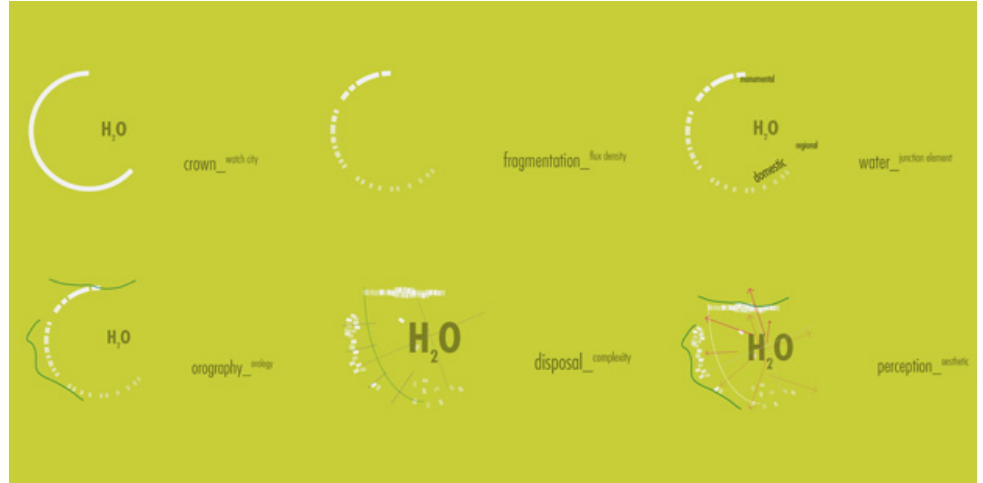 H₂O
crown_watch city
fragmentation_flux density
monumental
H₂O
regional
domestic
water_junction element
H₂O
orography_orology
H₂O
disposal_complexity
H₂O
perception_aesthetic